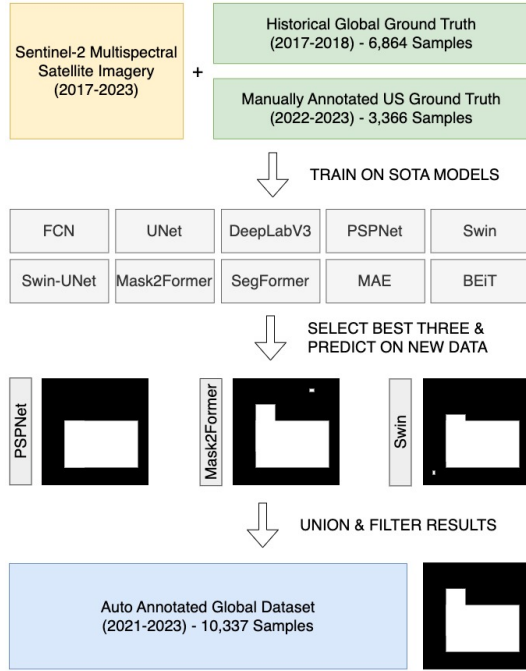 Sentinel-2 Multispectral
Satellite Imagery
(2017-2023)
+
Historical Global Ground Truth
(2017-2018) - 6,864 Samples
Manually Annotated US Ground Truth
(2022-2023) - 3,366 Samples
TRAIN ON SOTA MODELS
FCN
UNet
DeepLabV3
PSPNet
Swin
Swin-UNet
Mask2Former
SegFormer
MAE
BEiT
SELECT BEST THREE &
PREDICT ON NEW DATA
PSPNet
Mask2Former
Swin
UNION & FILTER RESULTS
Auto Annotated Global Dataset
(2021-2023) - 10,337 Samples